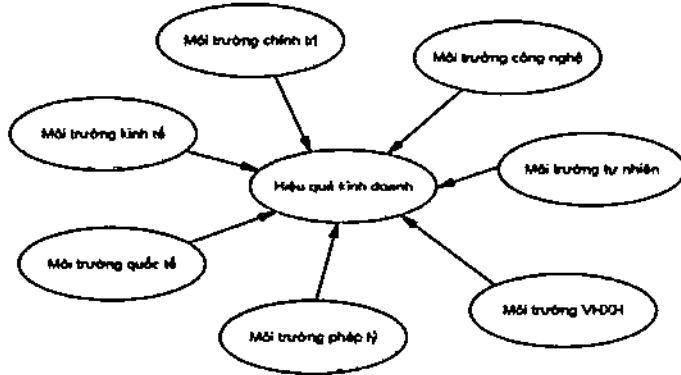 Môi trường chính trị
Môi trường công nghệ
Môi trường kinh tế
Hiệu quả kinh doanh
Môi trường tự nhiên
Môi trường quốc tế
Môi trường VHXH
Môi trường pháp lý